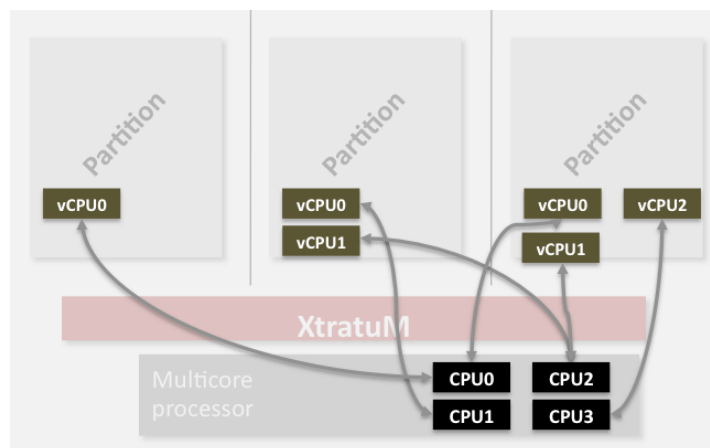 Partition
Partition
Partition
vCPU0
vCPU0
vCPU1
vCPU0
vCPU2
vCPU1
XtratuM
Multicore
processor
CPU0
CPU2
CPU1
CPU3